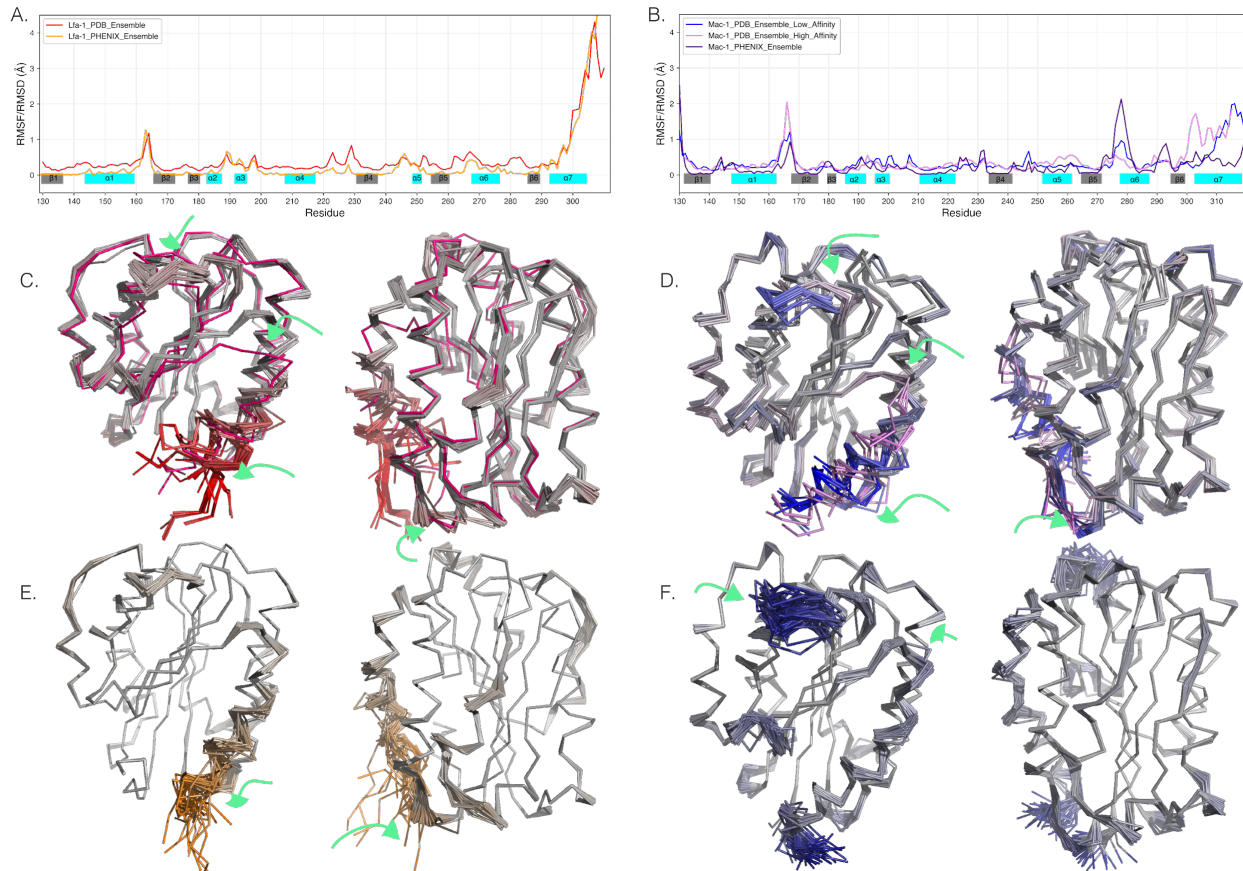 A.
Lfa-1_PDB_Ensemble
Lfa-1_PHENIX_Ensemble
RMSF/RMSD (Å)
4
3
2
1
0
β1 α1 β2 β3 α2 α3 α4 β4 α5 β5 α6 β6 α7
130 140 150 160 170 180 190 200 210 220 230 240 250 260 270 280 290 300 310
Residue
B.
Mac-1_PDB_Ensemble_Low_Affinity
Mac-1_PDB_Ensemble_High_Affinity
Mac-1_PHENIX_Ensemble
RMSF/RMSD (Å)
4
3
2
1
0
β1 α1 β2 β3 α2 α3 α4 β4 α5 β5 α6 β6 α7
130 140 150 160 170 180 190 200 210 220 230 240 250 260 270 280 290 300 310
Residue
C.
D.
E.
F.